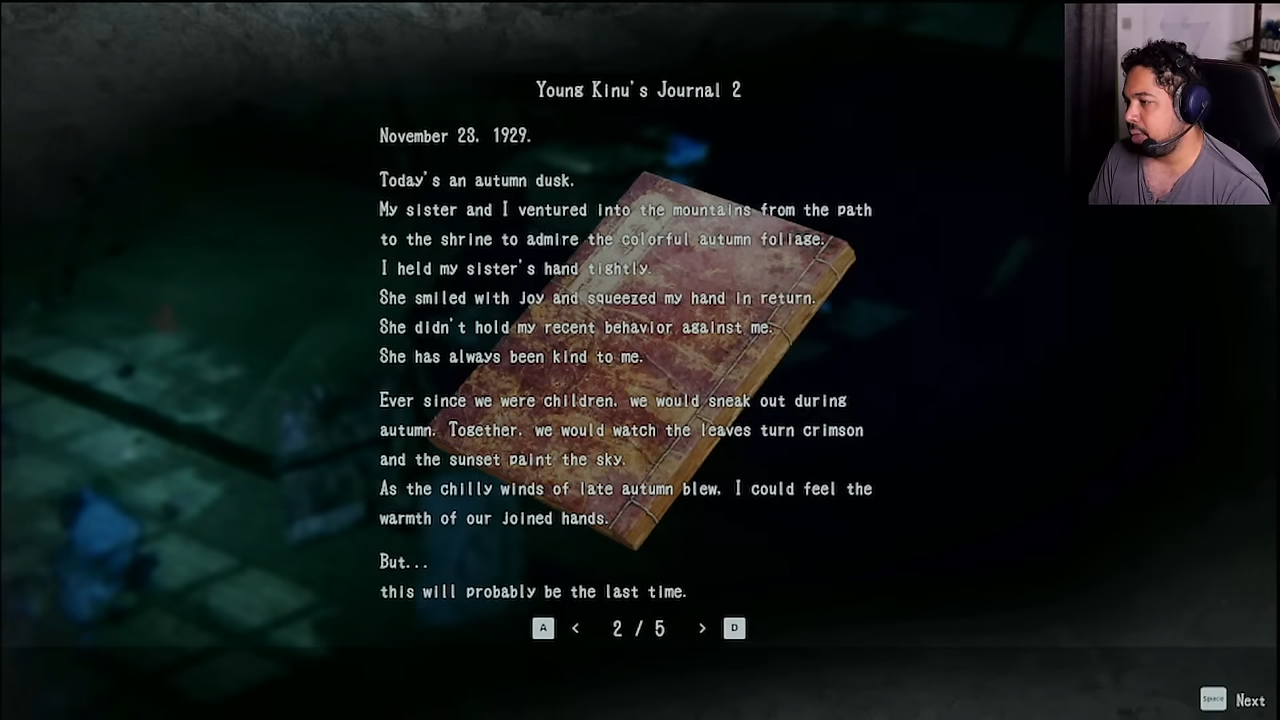 Young Kinu's Journal 2
November 23, 1929.
Today's an autumn dusk.
My sister and I ventured into the mountains from the path
to the shrine to admire the colorful autumn foliage.
I held my sister's hand tightly.
She smiled with joy and squeezed my hand in return.
She didn't hold my recent behavior against me.
She has always been kind to me.
Ever since we were children, we would sneak out during
autumn. Together, we would watch the leaves turn crimson
and the sunset paint the sky.
As the chilly winds of late autumn blew, I could feel the
warmth of our joined hands.
But...
this will probably be the last time.
A < 2 / 5 > D
Space Next